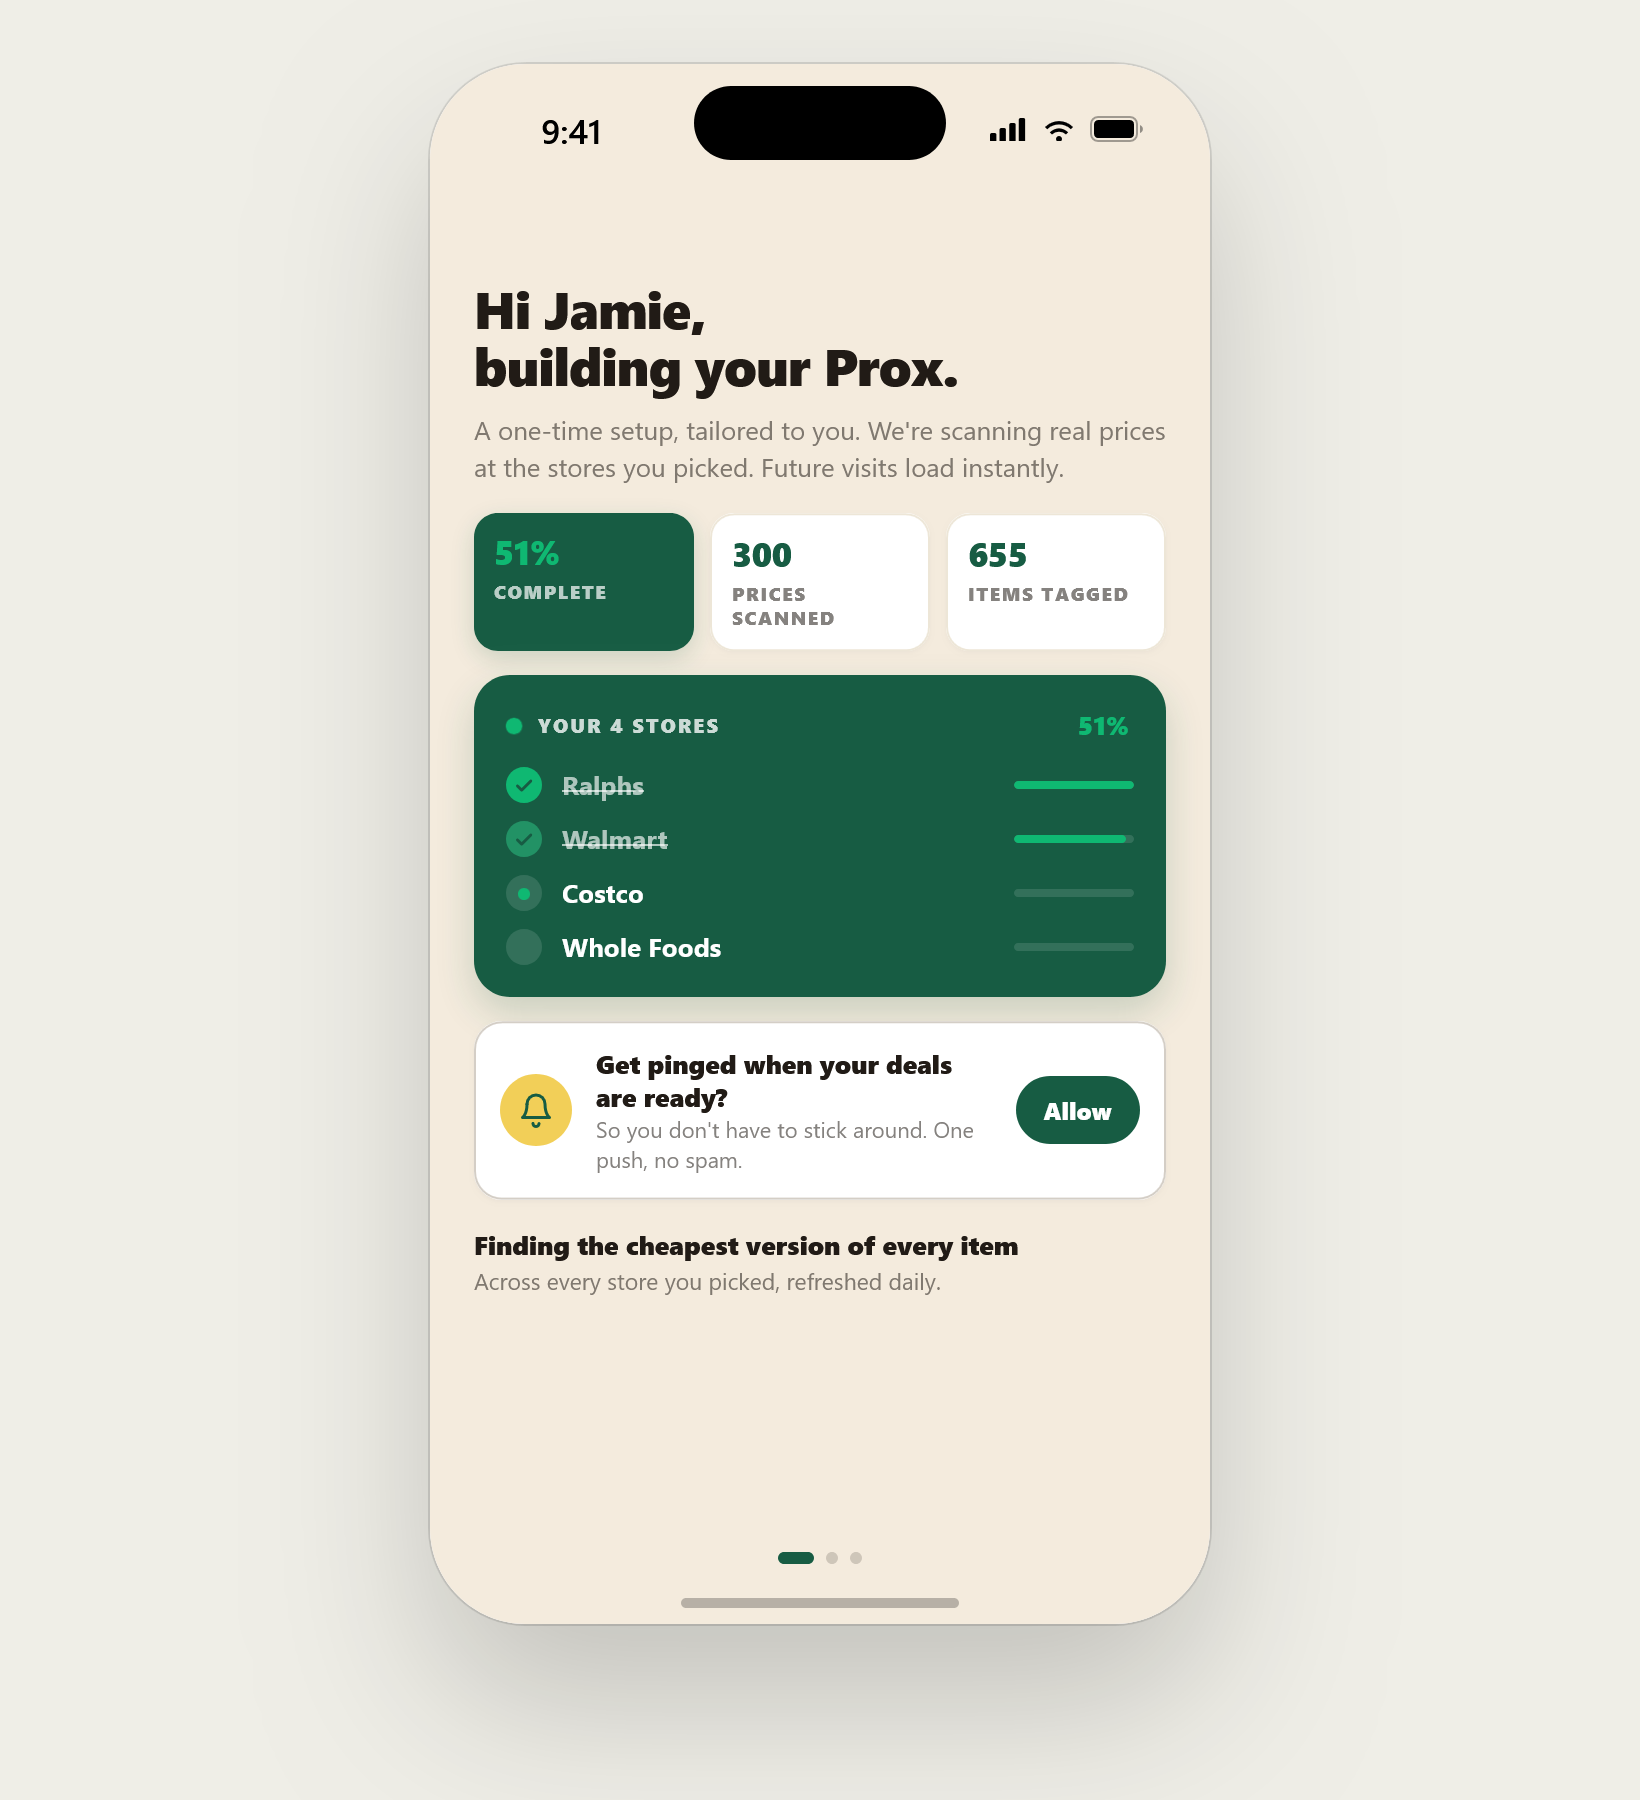 9:41
Hi Jamie,
building your Prox.
A one-time setup, tailored to you. We're scanning real prices
at the stores you picked. Future visits load instantly.
51%
COMPLETE
300
PRICES
SCANNED
655
ITEMS TAGGED
YOUR 4 STORES
51%
Ralphs
Walmart
Costco
Whole Foods
Get pinged when your deals
are ready?
So you don't have to stick around. One
push, no spam.
Allow
Finding the cheapest version of every item
Across every store you picked, refreshed daily.